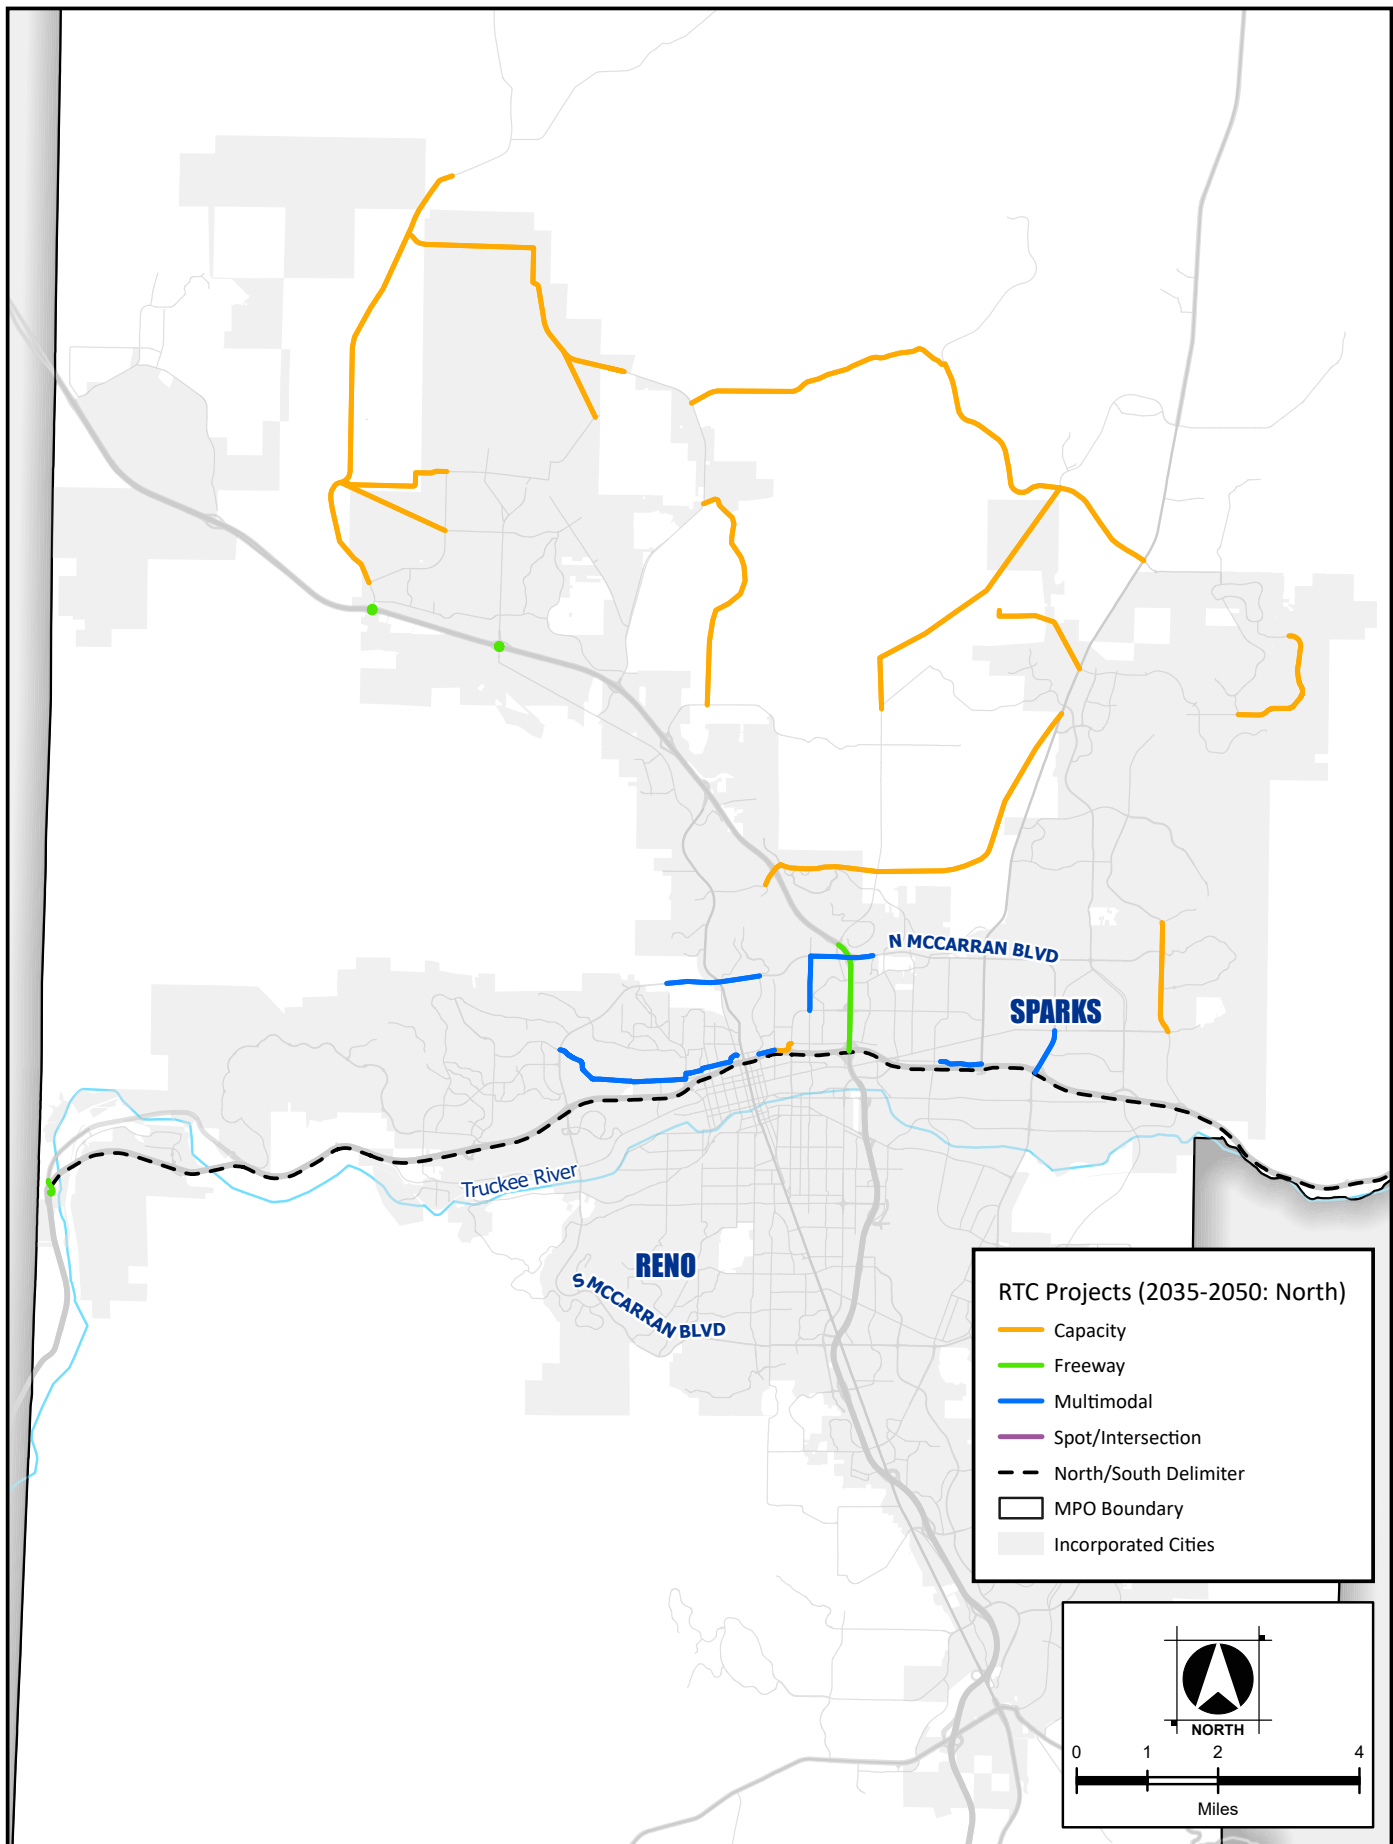 N MCCARRAN BLVD
SPARKS
Truckee River
RENO
S MCCARRAN BLVD
RTC Projects (2035-2050: North)
Capacity
Freeway
Multimodal
Spot/Intersection
North/South Delimiter
MPO Boundary
Incorporated Cities
NORTH
0 1 2 4
Miles